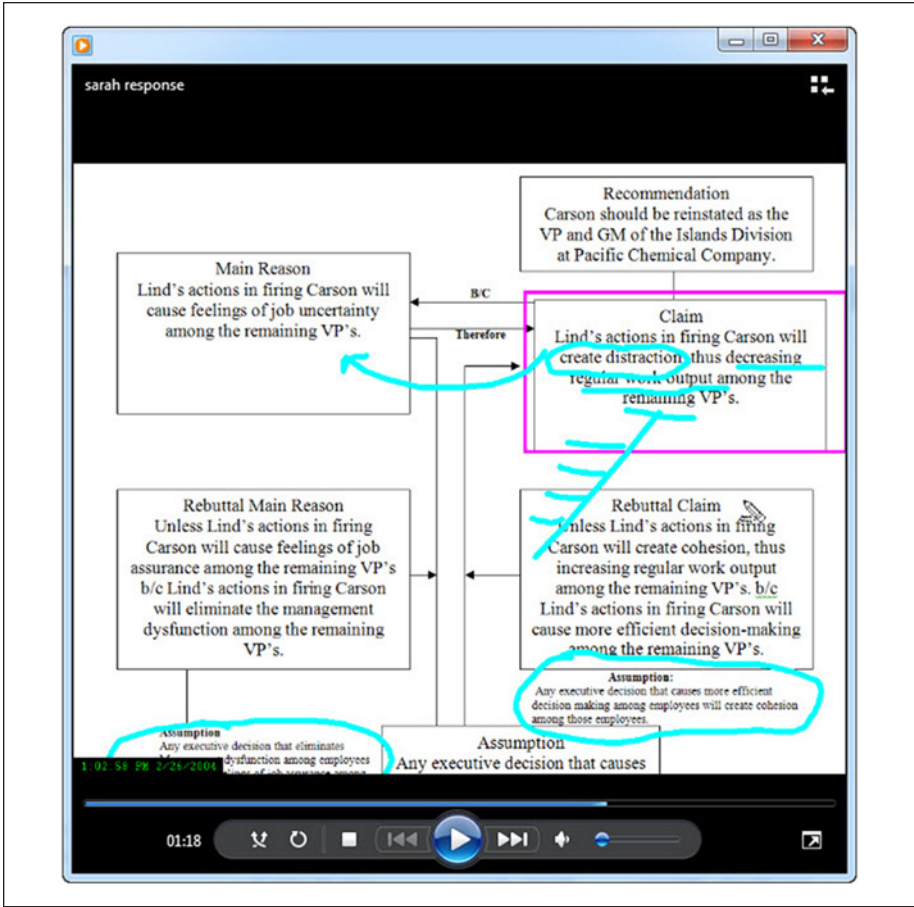 sarah response
Recommendation
Carson should be reinstated as the
VP and GM of the Islands Division
at Pacific Chemical Company.
Main Reason
Lind's actions in firing Carson will
cause feelings of job uncertainty
among the remaining VP's.
B/C
Therefore
Claim
Lind's actions in firing Carson will
create distraction, thus decreasing
regular work output among the
remaining VP's.
Rebuttal Main Reason
Unless Lind's actions in firing
Carson will cause feelings of job
assurance among the remaining VP's
b/c Lind's actions in firing Carson
will eliminate the management
dysfunction among the remaining
VP's.
Rebuttal Claim
Unless Lind's actions in firing
Carson will create cohesion, thus
increasing regular work output
among the remaining VP's. b/c
Lind's actions in firing Carson will
cause more efficient decision-making
among the remaining VP's.
Assumption:
Any executive decision that causes more efficient
decision making among employees will create cohesion
among those employees.
Assumption
Any executive decision that eliminates
dysfunction among employees
feelings of job assurance among
Assumption
Any executive decision that causes
1:02:58 PM 2/26/2004
01:18